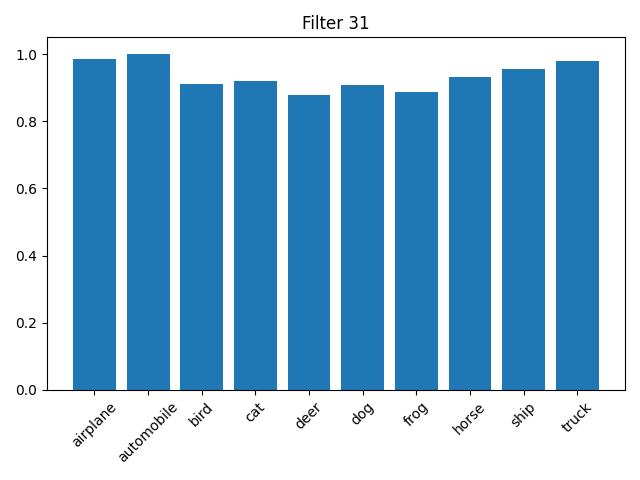 Filter 31
1.0
0.8
0.6
0.4
0.2
0.0
airplane
automobile
bird
cat
deer
dog
frog
horse
ship
truck